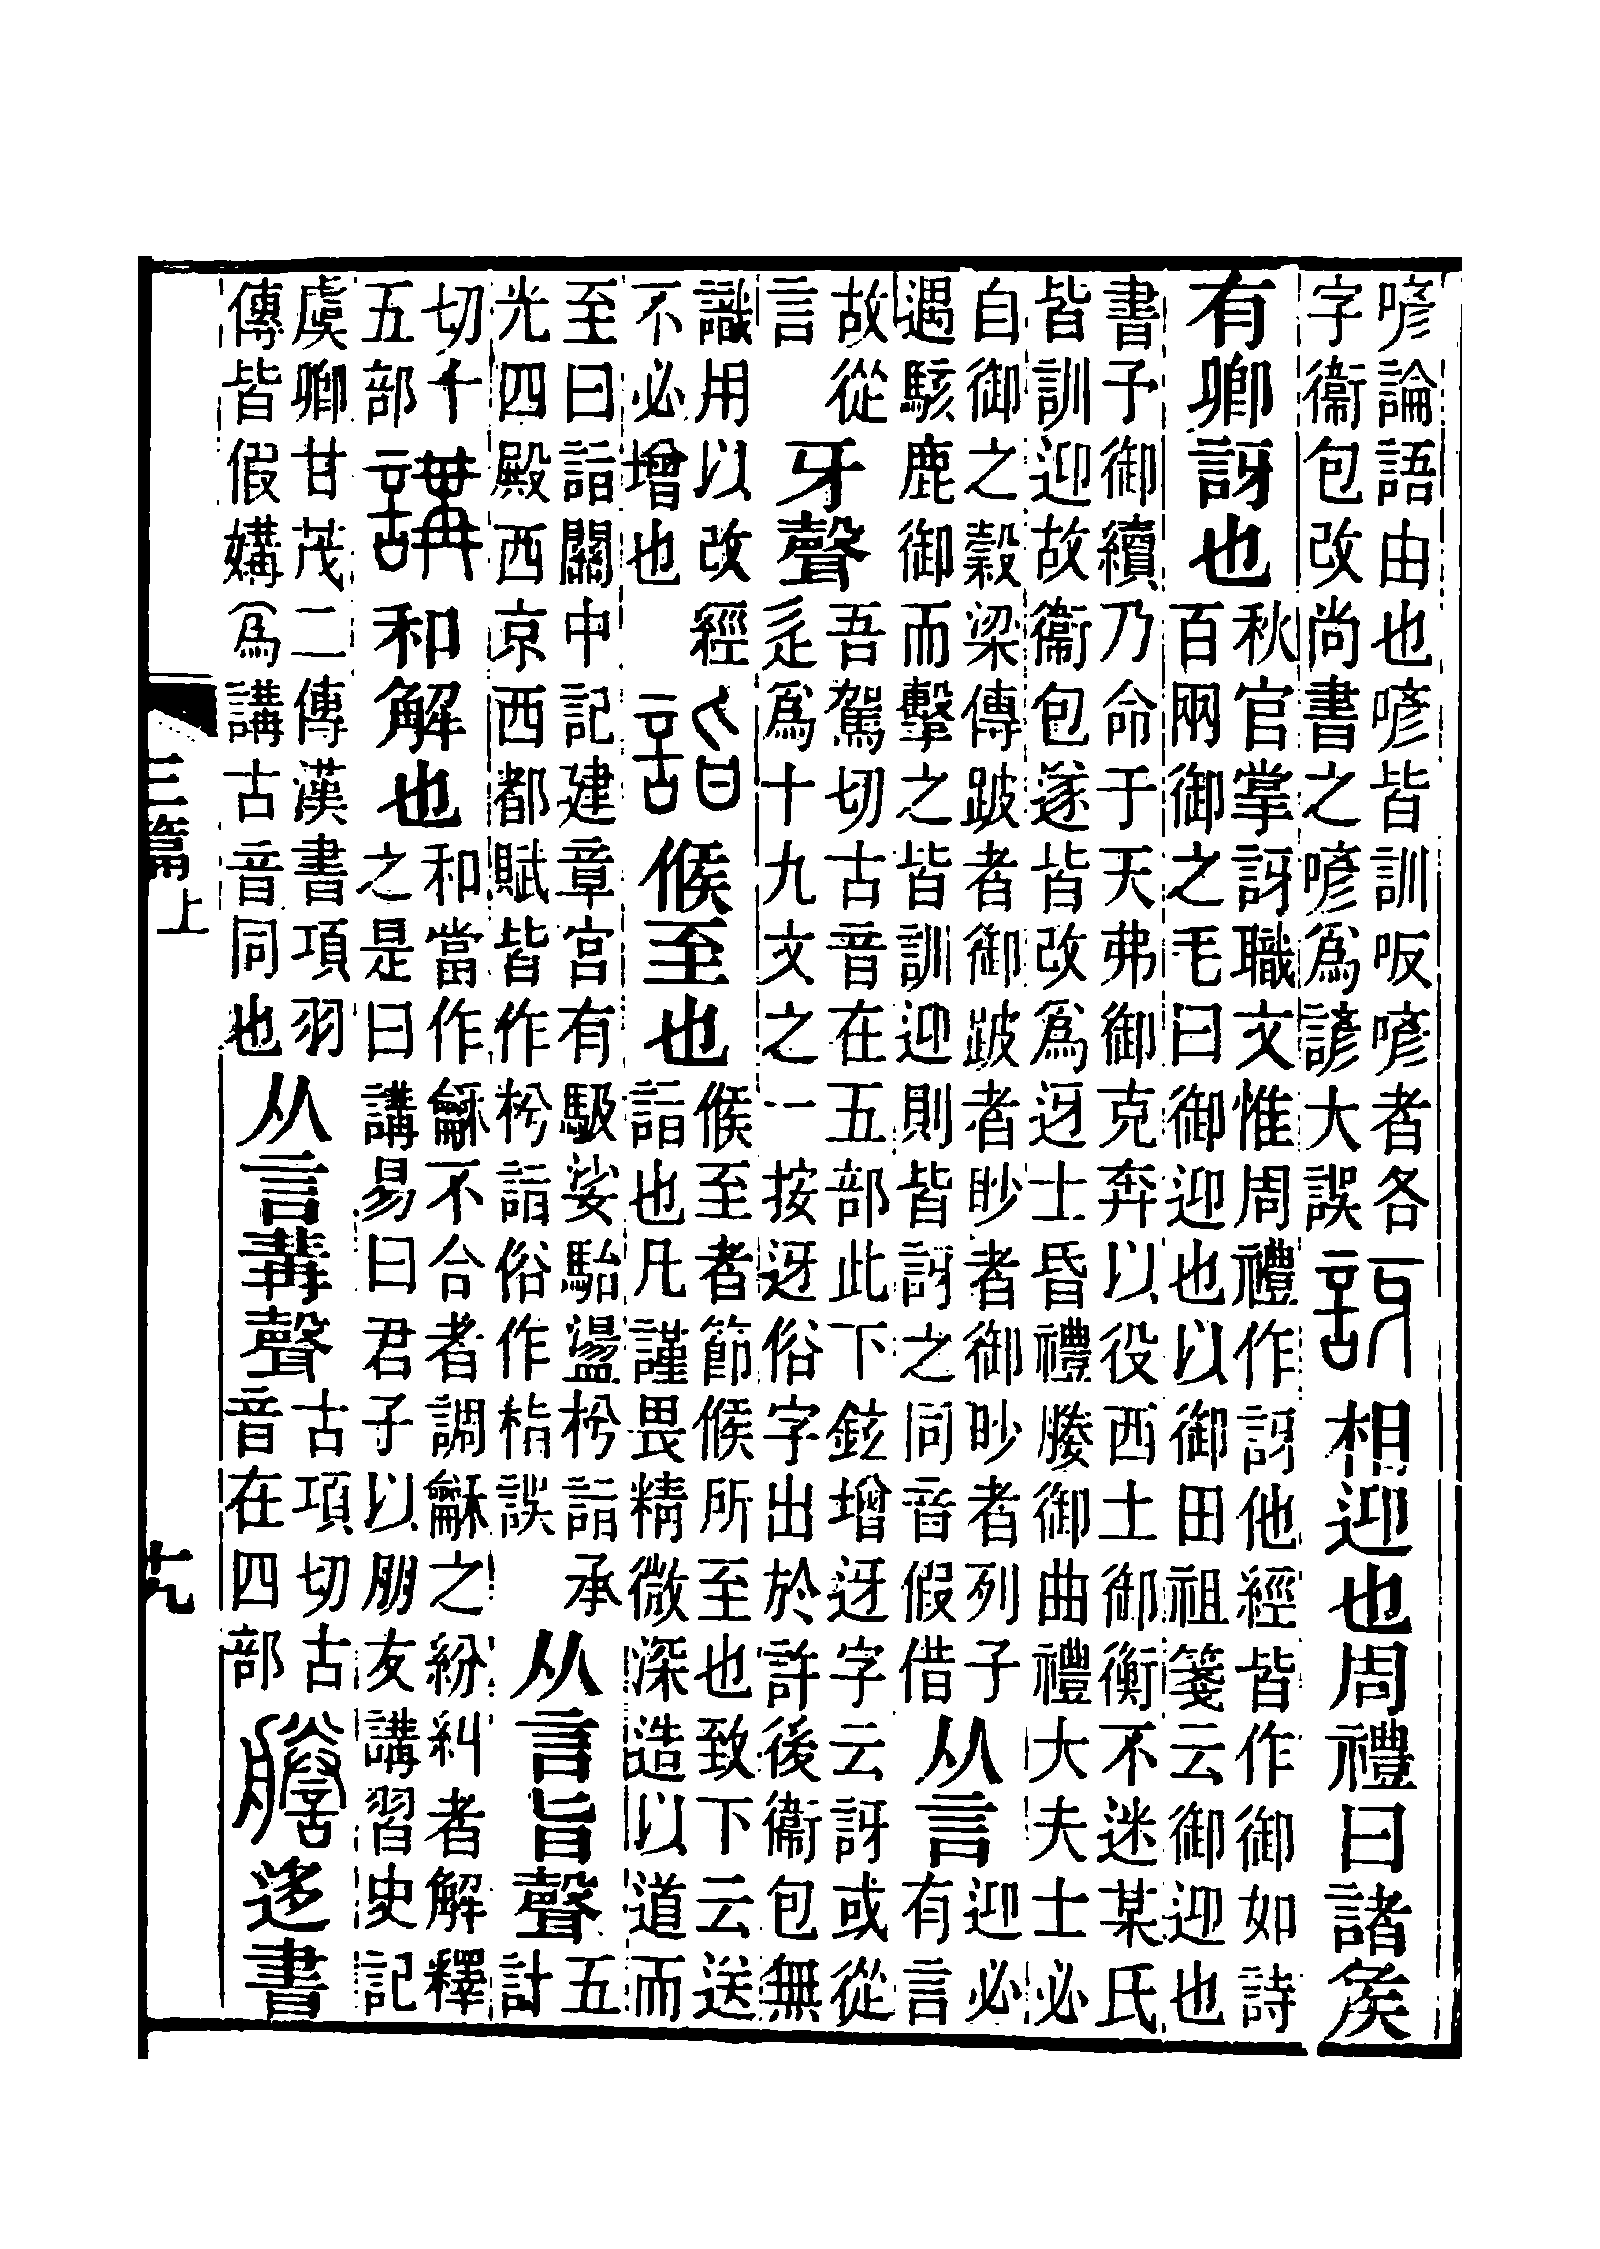 喭論語由也喭皆訓㕫喭者各字衞包改尚書之喭爲諺大誤訝相迎也周禮曰諸矦
有卿訝也秋官掌訝職文惟周禮作訝他經皆作御如詩百兩御之毛曰御迎也以御田祖箋云御迎也
書予御續乃命于天弗御克奔以役西土御衡不迷某氏皆訓迎故衞包遂皆改爲迓士昏禮媵御曲禮大夫士必
自御之穀梁傳跛者御跛者眇者御眇者列子遇駭鹿御而擊之皆訓迎則皆訝之同音假借从言迎必有言
故從言牙聲吾駕切古音在五部此下鉉增迓字云訝或從辵爲十九文之一按迓俗字出於許後衞包無
識用以改經不必增也詣候至也候至者節候所至也致下云送詣也凡謹畏精微深造以道而
至曰詣關中記建章宮有馺娑駘盪枍詣承光四殿西京西都賦皆作枍詣俗作栺誤从言旨聲五計
切十五部講和解也和當作龢不合者調龢之紛糾者解釋之是曰講易曰君子以朋友講習史記
虞卿甘茂二傳漢書項羽傳皆假媾爲講古音同也从言冓聲古項切古音在四部謄迻書
三篇上　十九